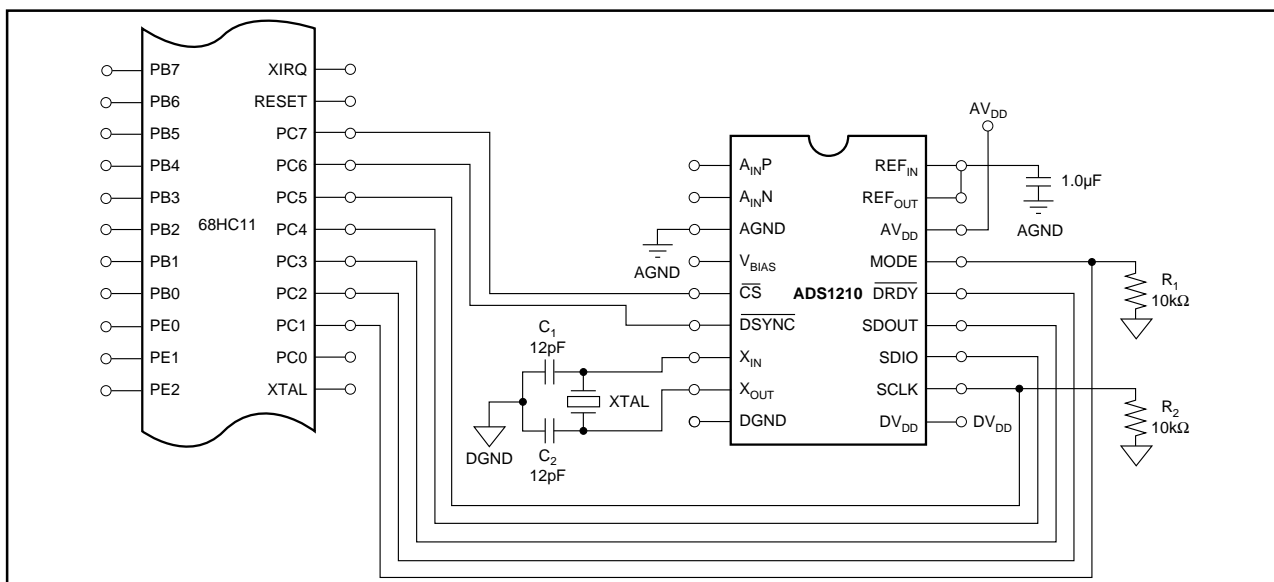 PB7
PB6
PB5
PB4
PB3
PB2
PB1
PB0
PE0
PE1
PE2
68HC11
XIRQ
RESET
PC7
PC6
PC5
PC4
PC3
PC2
PC1
PC0
XTAL
AGND
C1
12pF
XTAL
DGND
C2
12pF
AINP
AINN
AGND
VBIAS
CS
DSYNC
XIN
XOUT
DGND
ADS1210
REFIN
REFOUT
AVDD
MODE
DRDY
SDOUT
SDIO
SCLK
DVDD
AVDD
1.0µF
AGND
R1
10kΩ
R2
10kΩ
DVDD